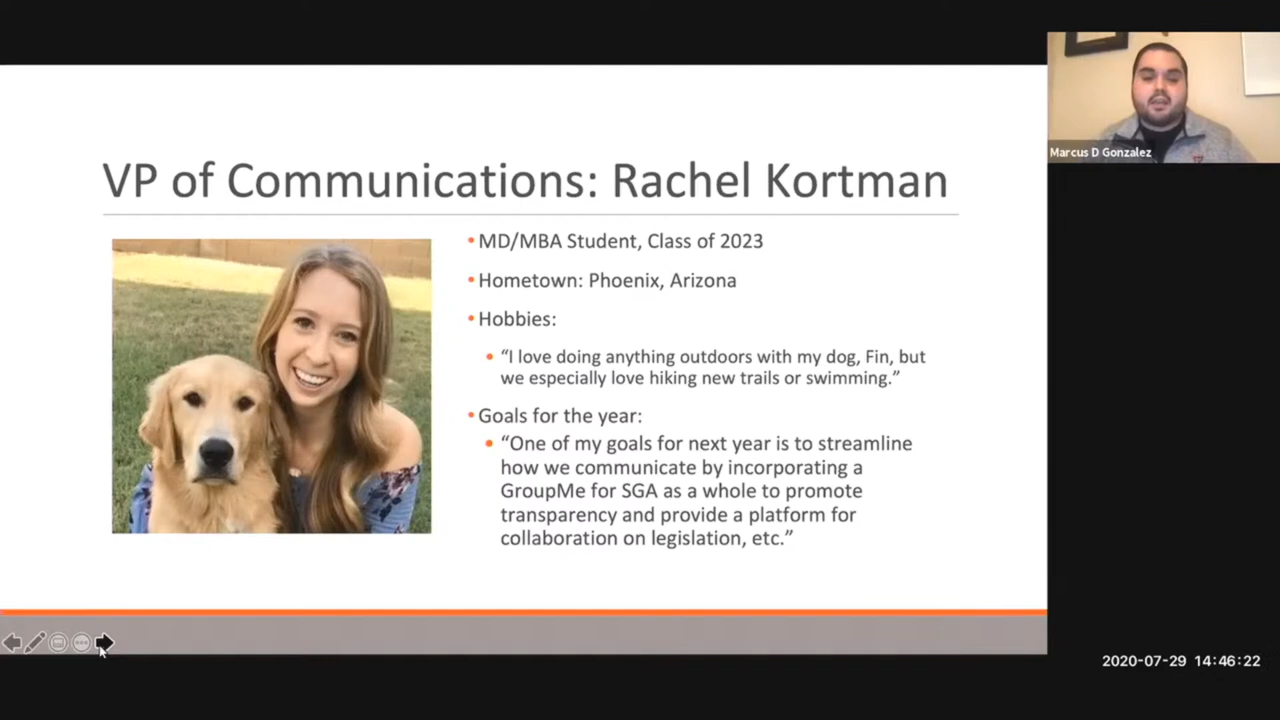 VP of Communications: Rachel Kortman
• MD/MBA Student, Class of 2023
• Hometown: Phoenix, Arizona
• Hobbies:
• “I love doing anything outdoors with my dog, Fin, but
we especially love hiking new trails or swimming.”
• Goals for the year:
• “One of my goals for next year is to streamline
how we communicate by incorporating a
GroupMe for SGA as a whole to promote
transparency and provide a platform for
collaboration on legislation, etc.”
Marcus D Gonzalez
2020-07-29 14:46:22